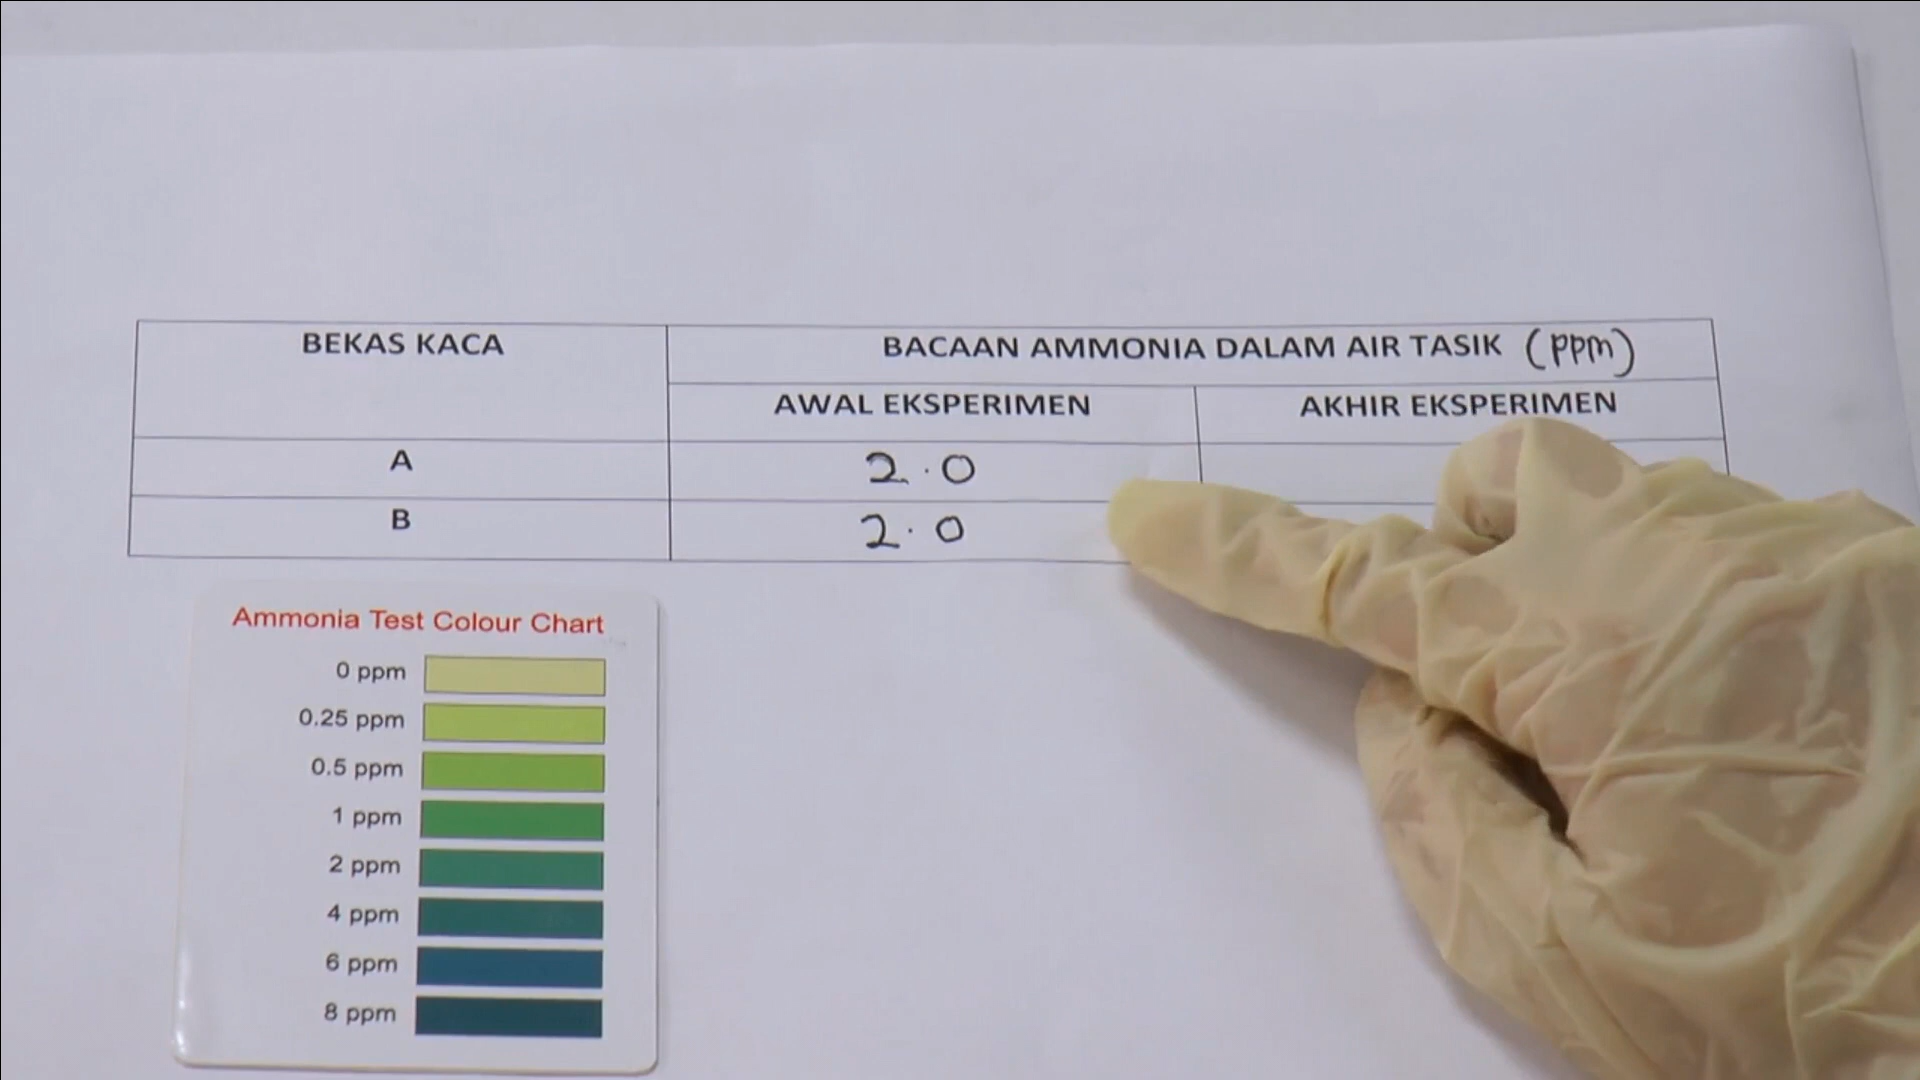 BEKAS KACA
BACAAN AMMONIA DALAM AIR TASIK (ppm)
AWAL EKSPERIMEN
AKHIR EKSPERIMEN
A
2.0
B
2.0
Ammonia Test Colour Chart
0 ppm
0.25 ppm
0.5 ppm
1 ppm
2 ppm
4 ppm
6 ppm
8 ppm